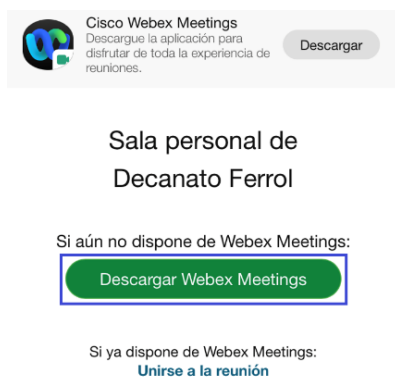 Cisco Webex Meetings
Descargue la aplicación para
disfrutar de toda la experiencia de
reuniones.
Descargar
Sala personal de
Decanato Ferrol
Si aún no dispone de Webex Meetings:
Descargar Webex Meetings
Si ya dispone de Webex Meetings:
Unirse a la reunión